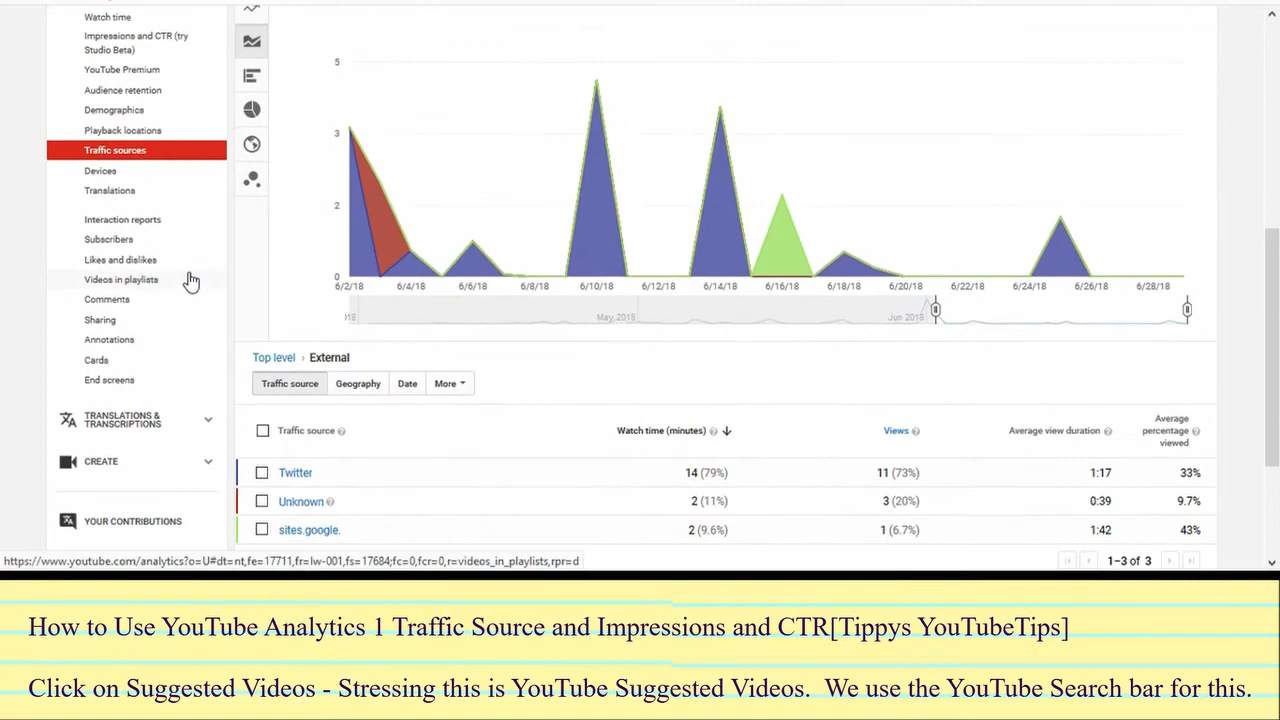 Watch time
Impressions and CTR (try
Studio Beta)
YouTube Premium
Audience retention
Demographics
Playback locations
Traffic sources
Devices
Translations
Interaction reports
Subscribers
Likes and dislikes
Videos in playlists
Comments
Sharing
Annotations
Cards
End screens
TRANSLATIONS &
TRANSCRIPTIONS
CREATE
YOUR CONTRIBUTIONS
5
3
2
0
6/2/18 6/4/18 6/6/18 6/8/18 6/10/18 6/12/18 6/14/18 6/16/18 6/18/18 6/20/18 6/22/18 6/24/18 6/26/18 6/28/18
18 May, 2018 Jun 2018
Top level › External
Traffic source Geography Date More
Traffic source Watch time (minutes) Views Average view duration Average percentage viewed
Twitter 14 (79%) 11 (73%) 1:17 33%
Unknown 2 (11%) 3 (20%) 0:39 9.7%
sites.google. 2 (9.6%) 1 (6.7%) 1:42 43%
https://www.youtube.com/analytics?o=U#dt=nt,fe=17711,fr=lw-001,fs=17684;fc=0,fcr=0,r=videos_in_playlists,rpr=d
1–3 of 3
How to Use YouTube Analytics 1 Traffic Source and Impressions and CTR[Tippys YouTubeTips]
Click on Suggested Videos - Stressing this is YouTube Suggested Videos.  We use the YouTube Search bar for this.